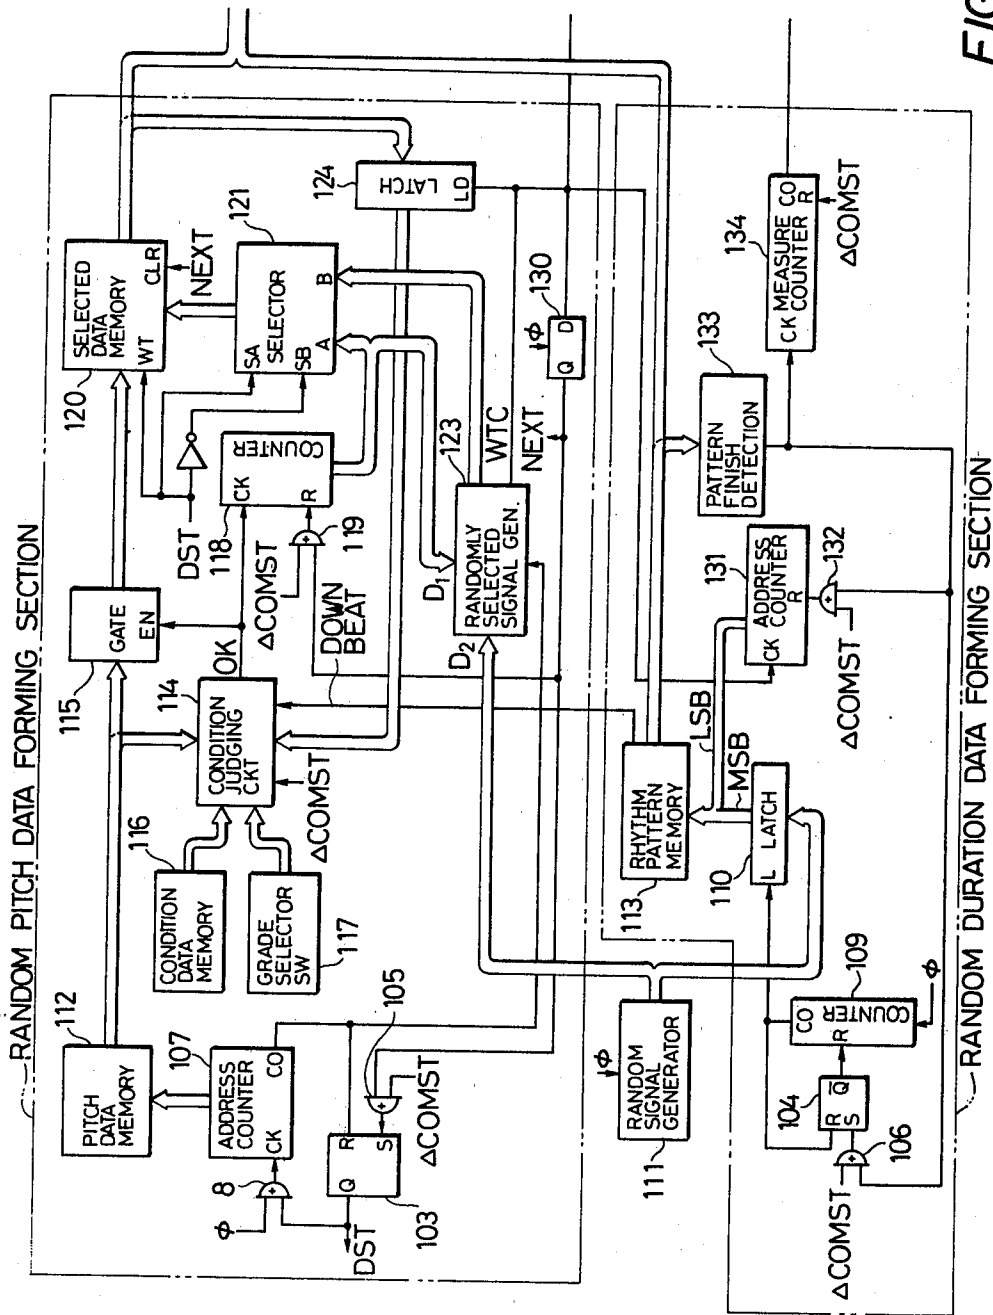 RANDOM PITCH DATA FORMING SECTION
112
PITCH
DATA
MEMORY
107
ADDRESS
COUNTER
CK
CO
8
Φ
DST
Q
R
S
103
105
ΔCOMST
116
CONDITION
DATA
MEMORY
GRADE
SELECTOR
SW
117
114
CONDITION
JUDGING
CKT
ΔCOMST
OK
115
GATE
EN
DOWN
BEAT
DST
118
CK
COUNTER
R
119
ΔCOMST
120
SELECTED
DATA
MEMORY
WT
CLR
NEXT
121
SA
SELECTOR
SB
A
B
124
LATCH
LD
123
RANDOMLY
SELECTED
SIGNAL GEN.
D1
D2
WTC
NEXT
130
Φ
Q
D
111
RANDOM
SIGNAL
GENERATOR
Φ
113
RHYTHM
PATTERN
MEMORY
LSB
MSB
110
L
LATCH
109
CO
COUNTER
R
Φ
104
R
Q̅
S
106
ΔCOMST
131
ADDRESS
COUNTER
CK
R
132
ΔCOMST
133
PATTERN
FINISH
DETECTION
134
CK MEASURE CO
COUNTER R
ΔCOMST
RANDOM DURATION DATA FORMING SECTION